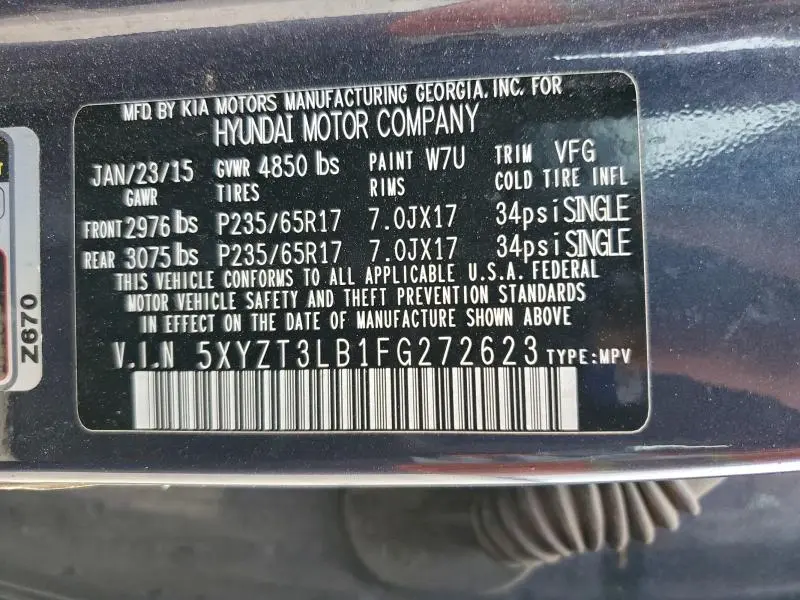 MFD. BY KIA MOTORS MANUFACTURING GEORGIA. INC. FOR
HYUNDAI MOTOR COMPANY
JAN/23/15 GVWR 4850 lbs PAINT W7U TRIM VFG
GAWR TIRES RIMS COLD TIRE INFL
FRONT 2976 lbs P235/65R17 7.0JX17 34psi SINGLE
REAR 3075 lbs P235/65R17 7.0JX17 34psi SINGLE
THIS VEHICLE CONFORMS TO ALL APPLICABLE U.S.A. FEDERAL
MOTOR VEHICLE SAFETY AND THEFT PREVENTION STANDARDS
IN EFFECT ON THE DATE OF MANUFACTURE SHOWN ABOVE
V.I.N 5XYZT3LB1FG272623 TYPE:MPV
Z670